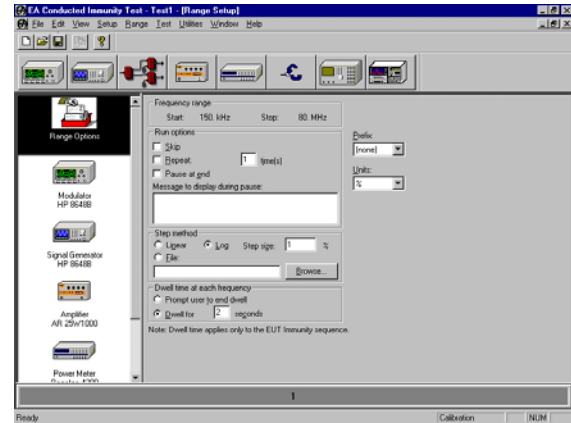 EA Conducted Immunity Test - Test1 - [Range Setup]
File Edit View Setup Range Test Utilities Window Help
Range Options
Modulator
HP 8648B
Signal Generator
HP 8648B
Amplifier
AR 25w/1000
Power Meter
Frequency range
Start: 150. kHz Stop: 80. MHz
Run options
Skip
Repeat: 1 time(s)
Pause at end
Message to display during pause:
Step method
Linear Log Step size: 1 %
File:
Browse...
Dwell time at each frequency
Prompt user to end dwell
Dwell for 2 seconds
Note: Dwell time applies only to the EUT Immunity sequence.
Prefix:
(none)
Units:
%
1
Ready Calibration NUM